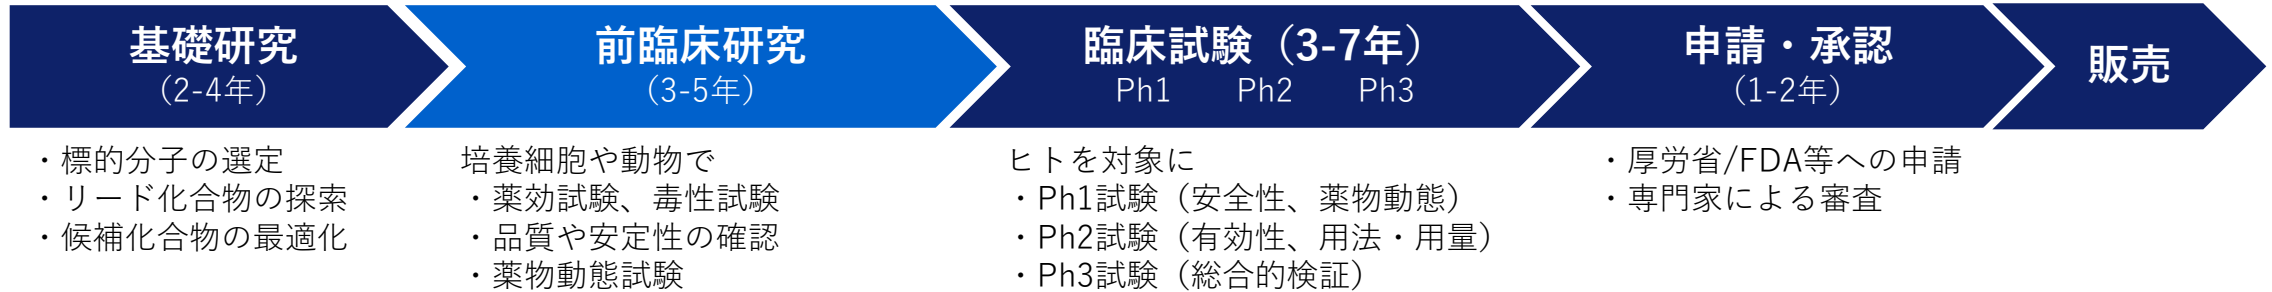 基礎研究
（2-4年）
前臨床研究
（3-5年）
臨床試験（3-7年）
Ph1 Ph2 Ph3
申請・承認
（1-2年）
販売
・標的分子の選定
・リード化合物の探索
・候補化合物の最適化
培養細胞や動物で
・薬効試験、毒性試験
・品質や安定性の確認
・薬物動態試験
ヒトを対象に
・Ph1試験（安全性、薬物動態）
・Ph2試験（有効性、用法・用量）
・Ph3試験（総合的検証）
・厚労省/FDA等への申請
・専門家による審査